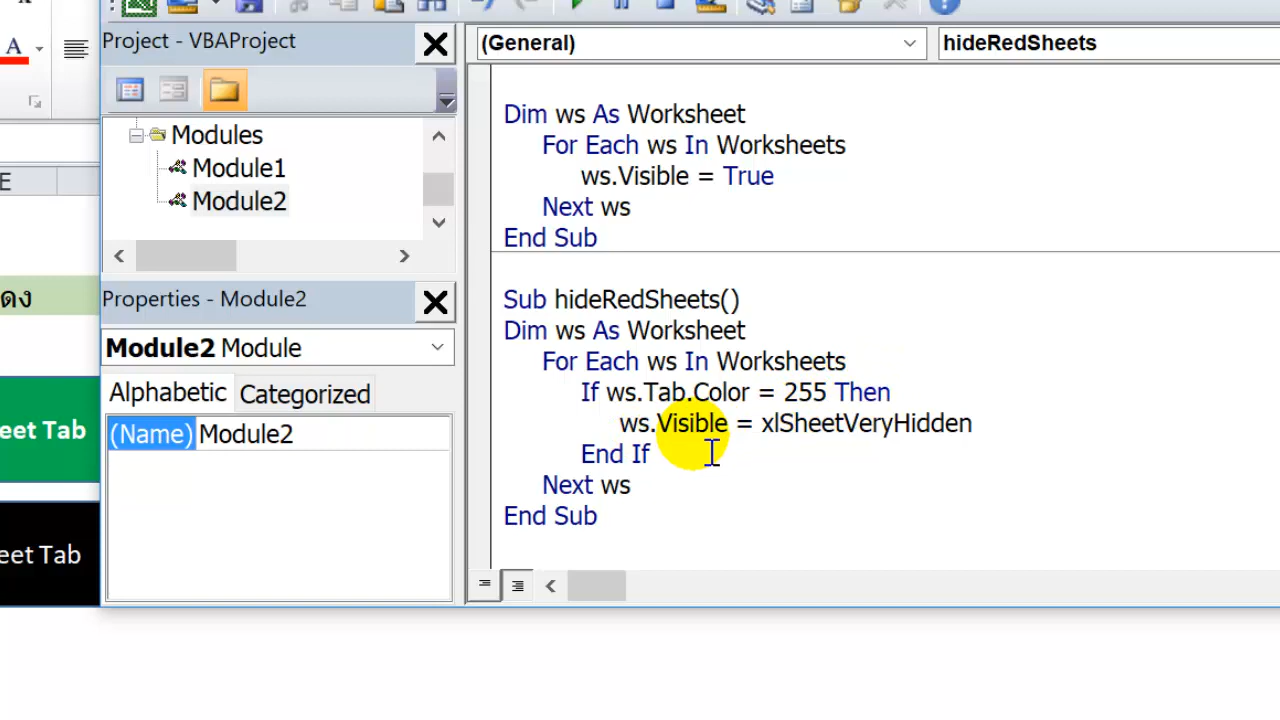 A
Project - VBAProject
(General)
hideRedSheets
Modules
Module1
Module2
E
ดง
eet Tab
eet Tab
Properties - Module2
Module2 Module
Alphabetic
Categorized
(Name) Module2
Dim ws As Worksheet
For Each ws In Worksheets
ws.Visible = True
Next ws
End Sub
Sub hideRedSheets()
Dim ws As Worksheet
For Each ws In Worksheets
If ws.Tab.Color = 255 Then
ws.Visible = xlSheetVeryHidden
End If
Next ws
End Sub